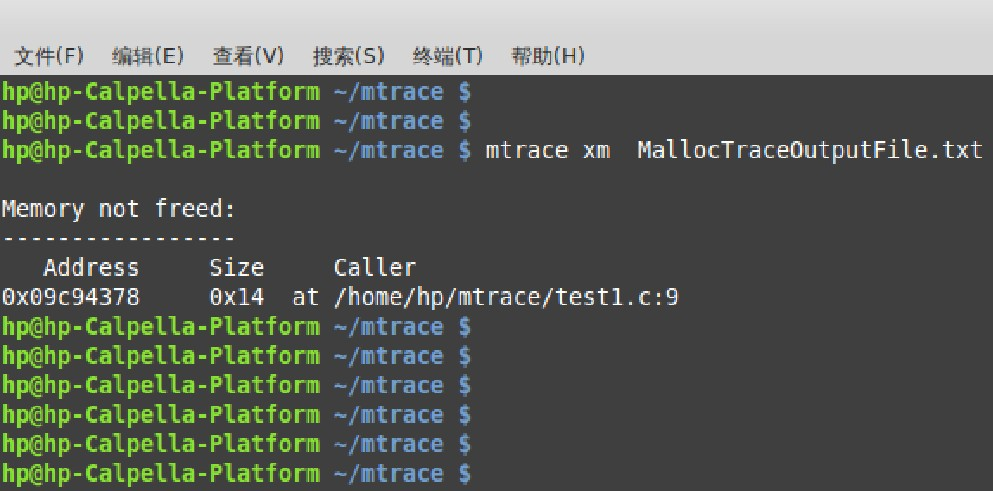 文件(F) 编辑(E) 查看(V) 搜索(S) 终端(T) 帮助(H)
hp@hp-Calpella-Platform ~/mtrace $
hp@hp-Calpella-Platform ~/mtrace $
hp@hp-Calpella-Platform ~/mtrace $ mtrace xm  MallocTraceOutputFile.txt
Memory not freed:
-----------------
   Address     Size     Caller
0x09c94378     0x14  at /home/hp/mtrace/test1.c:9
hp@hp-Calpella-Platform ~/mtrace $
hp@hp-Calpella-Platform ~/mtrace $
hp@hp-Calpella-Platform ~/mtrace $
hp@hp-Calpella-Platform ~/mtrace $
hp@hp-Calpella-Platform ~/mtrace $
hp@hp-Calpella-Platform ~/mtrace $